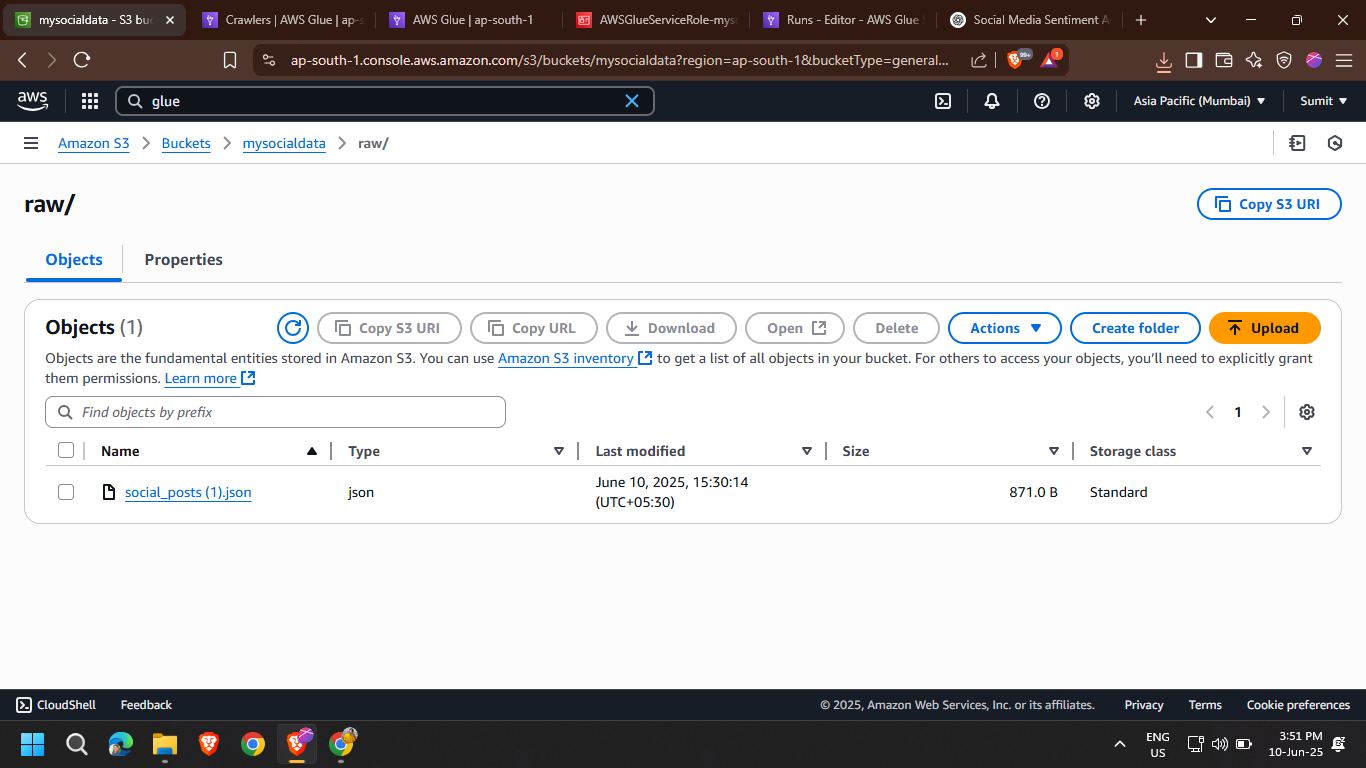 mysocialdata - S3 buc
Crawlers | AWS Glue | ap-s
AWS Glue | ap-south-1
AWSGlueServiceRole-myso
Runs - Editor - AWS Glue S
Social Media Sentiment A
ap-south-1.console.aws.amazon.com/s3/buckets/mysocialdata?region=ap-south-1&bucketType=general...
99+
1
aws
glue
Asia Pacific (Mumbai)
Sumit
Amazon S3
Buckets
mysocialdata
raw/
raw/
Copy S3 URI
Objects
Properties
Objects (1)
Copy S3 URI
Copy URL
Download
Open
Delete
Actions
Create folder
Upload
Objects are the fundamental entities stored in Amazon S3. You can use Amazon S3 inventory to get a list of all objects in your bucket. For others to access your objects, you’ll need to explicitly grant
them permissions. Learn more
Find objects by prefix
1
Name
Type
Last modified
Size
Storage class
social_posts (1).json
json
June 10, 2025, 15:30:14
(UTC+05:30)
871.0 B
Standard
CloudShell
Feedback
© 2025, Amazon Web Services, Inc. or its affiliates.
Privacy
Terms
Cookie preferences
ENG
US
3:51 PM
10-Jun-25